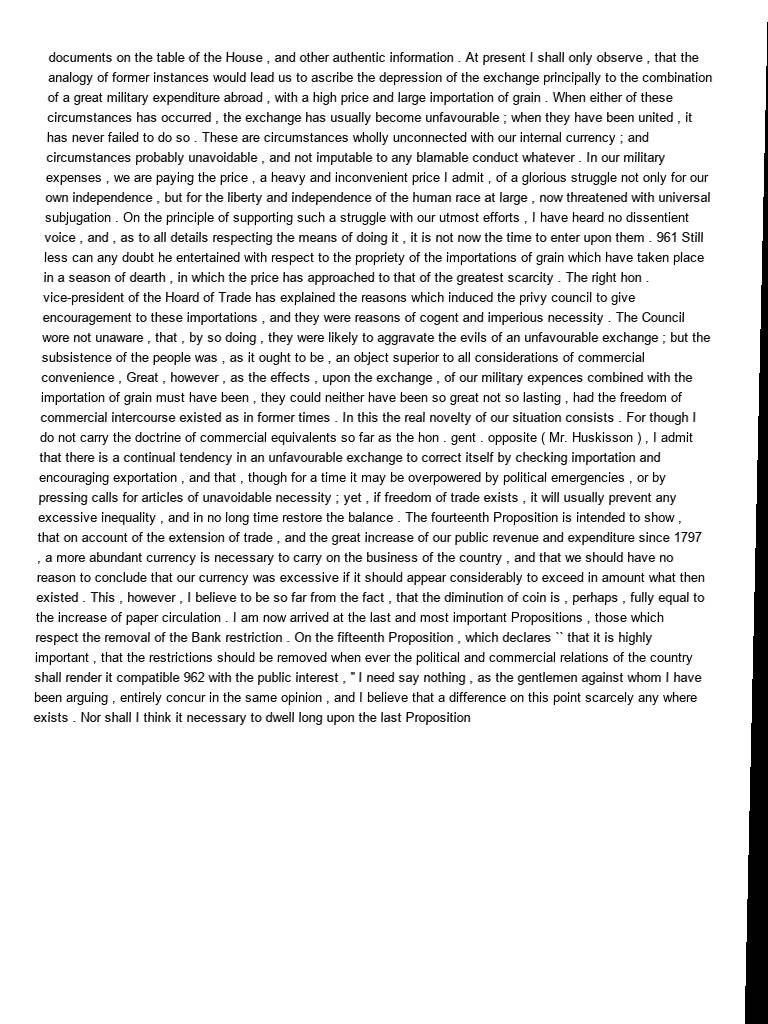 documents on the table of the House , and other authentic information . At present I shall only observe , that the
analogy of former instances would lead us to ascribe the depression of the exchange principally to the combination
of a great military expenditure abroad , with a high price and large importation of grain . When either of these
circumstances has occurred , the exchange has usually become unfavourable ; when they have been united , it
has never failed to do so . These are circumstances wholly unconnected with our internal currency ; and
circumstances probably unavoidable , and not imputable to any blamable conduct whatever . In our military
expenses , we are paying the price , a heavy and inconvenient price I admit , of a glorious struggle not only for our
own independence , but for the liberty and independence of the human race at large , now threatened with universal
subjugation . On the principle of supporting such a struggle with our utmost efforts , I have heard no dissentient
voice , and , as to all details respecting the means of doing it , it is not now the time to enter upon them . 961 Still
less can any doubt he entertained with respect to the propriety of the importations of grain which have taken place
in a season of dearth , in which the price has approached to that of the greatest scarcity . The right hon .
vice-president of the Hoard of Trade has explained the reasons which induced the privy council to give
encouragement to these importations , and they were reasons of cogent and imperious necessity . The Council
wore not unaware , that , by so doing , they were likely to aggravate the evils of an unfavourable exchange ; but the
subsistence of the people was , as it ought to be , an object superior to all considerations of commercial
convenience , Great , however , as the effects , upon the exchange , of our military expences combined with the
importation of grain must have been , they could neither have been so great not so lasting , had the freedom of
commercial intercourse existed as in former times . In this the real novelty of our situation consists . For though I
do not carry the doctrine of commercial equivalents so far as the hon . gent . opposite ( Mr. Huskisson ) , I admit
that there is a continual tendency in an unfavourable exchange to correct itself by checking importation and
encouraging exportation , and that , though for a time it may be overpowered by political emergencies , or by
pressing calls for articles of unavoidable necessity ; yet , if freedom of trade exists , it will usually prevent any
excessive inequality , and in no long time restore the balance . The fourteenth Proposition is intended to show ,
that on account of the extension of trade , and the great increase of our public revenue and expenditure since 1797
, a more abundant currency is necessary to carry on the business of the country , and that we should have no
reason to conclude that our currency was excessive if it should appear considerably to exceed in amount what then
existed . This , however , I believe to be so far from the fact , that the diminution of coin is , perhaps , fully equal to
the increase of paper circulation . I am now arrived at the last and most important Propositions , those which
respect the removal of the Bank restriction . On the fifteenth Proposition , which declares `` that it is highly
important , that the restrictions should be removed when ever the political and commercial relations of the country
shall render it compatible 962 with the public interest , " I need say nothing , as the gentlemen against whom I have
been arguing , entirely concur in the same opinion , and I believe that a difference on this point scarcely any where
exists . Nor shall I think it necessary to dwell long upon the last Proposition